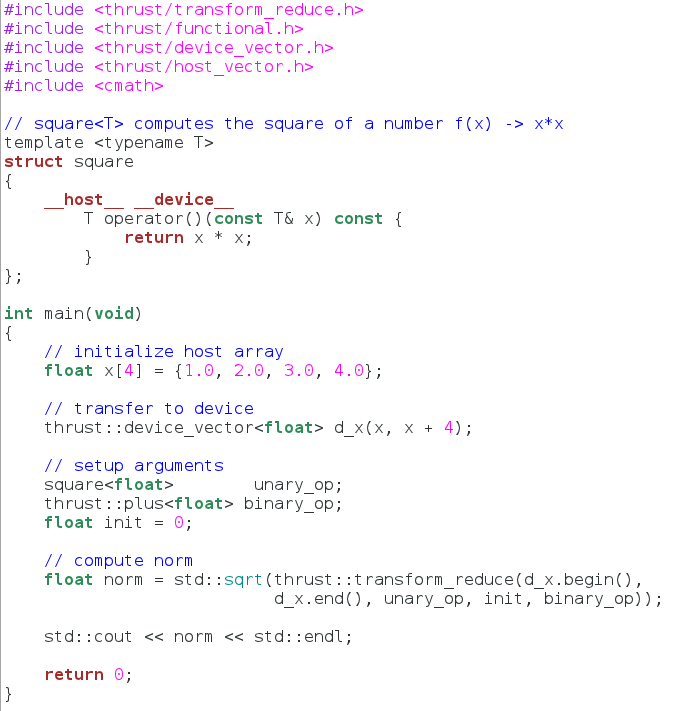 #include <thrust/transform_reduce.h>
#include <thrust/functional.h>
#include <thrust/device_vector.h>
#include <thrust/host_vector.h>
#include <cmath>

// square<T> computes the square of a number f(x) -> x*x
template <typename T>
struct square
{
    __host__ __device__
        T operator()(const T& x) const {
            return x * x;
        }
};

int main(void)
{
    // initialize host array
    float x[4] = {1.0, 2.0, 3.0, 4.0};

    // transfer to device
    thrust::device_vector<float> d_x(x, x + 4);

    // setup arguments
    square<float>        unary_op;
    thrust::plus<float> binary_op;
    float init = 0;

    // compute norm
    float norm = std::sqrt(thrust::transform_reduce(d_x.begin(),
                           d_x.end(), unary_op, init, binary_op));

    std::cout << norm << std::endl;

    return 0;
}